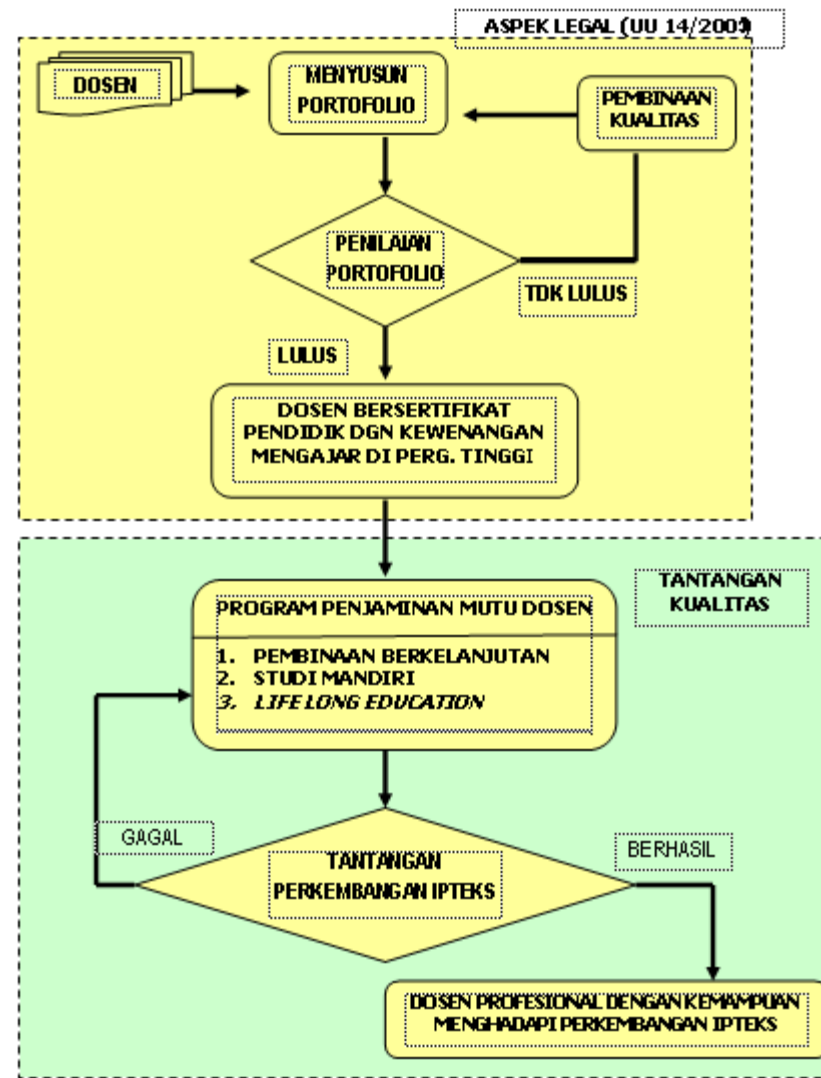 ASPEK LEGAL (UU 14/2005)
DOSEN
MENYUSUN
PORTOFOLIO
PEMBINAAN
KUALITAS
PENILAIAN
PORTOFOLIO
TDK LULUS
LULUS
DOSEN BERSERTIFIKAT
PENDIDIK DGN KEWENANGAN
MENGAJAR DI PERG. TINGGI
TANTANGAN
KUALITAS
PROGRAM PENJAMINAN MUTU DOSEN
1. PEMBINAAN BERKELANJUTAN
2. STUDI MANDIRI
3. LIFE LONG EDUCATION
GAGAL
BERHASIL
TANTANGAN
PERKEMBANGAN IPTEKS
DOSEN PROFESIONAL DENGAN KEMAMPUAN
MENGHADAPI PERKEMBANGAN IPTEKS